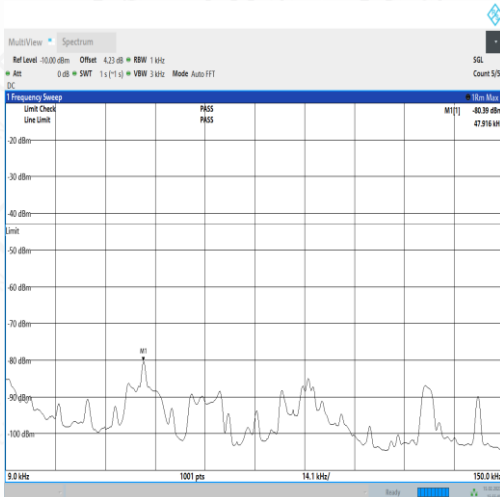 MultiView Spectrum
Ref Level -10.00 dBm Offset 4.23 dB RBW 1 kHz SGL
Att 0 dB SWT 1 s (~1 s) VBW 3 kHz Mode Auto FFT Count 5/5
DC
1 Frequency Sweep 1Rm Max
Limit Check PASS M1[1] -80.39 dBm
Line Limit PASS 47.916 kH
-20 dBm
-30 dBm
-40 dBm
Limit
-50 dBm
-60 dBm
-70 dBm
M1
-80 dBm
-90 dBm
-100 dBm
9.0 kHz 1001 pts 14.1 kHz/ 150.0 kHz
Ready